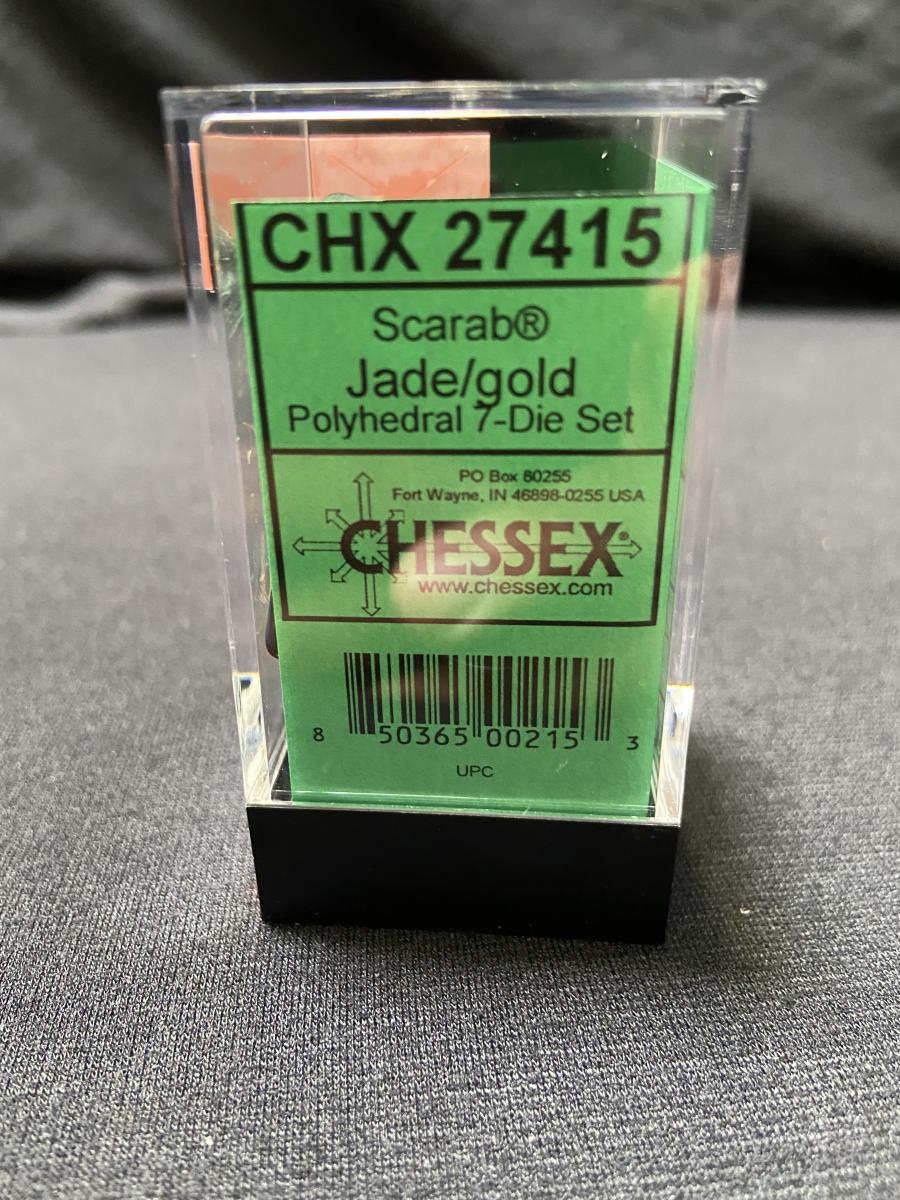 CHX 27415
Scarab®
Jade/gold
Polyhedral 7-Die Set
PO Box 80255
Fort Wayne, IN 46898-0255 USA
CHESSEX®
www.chessex.com
8 50365 00215 3
UPC